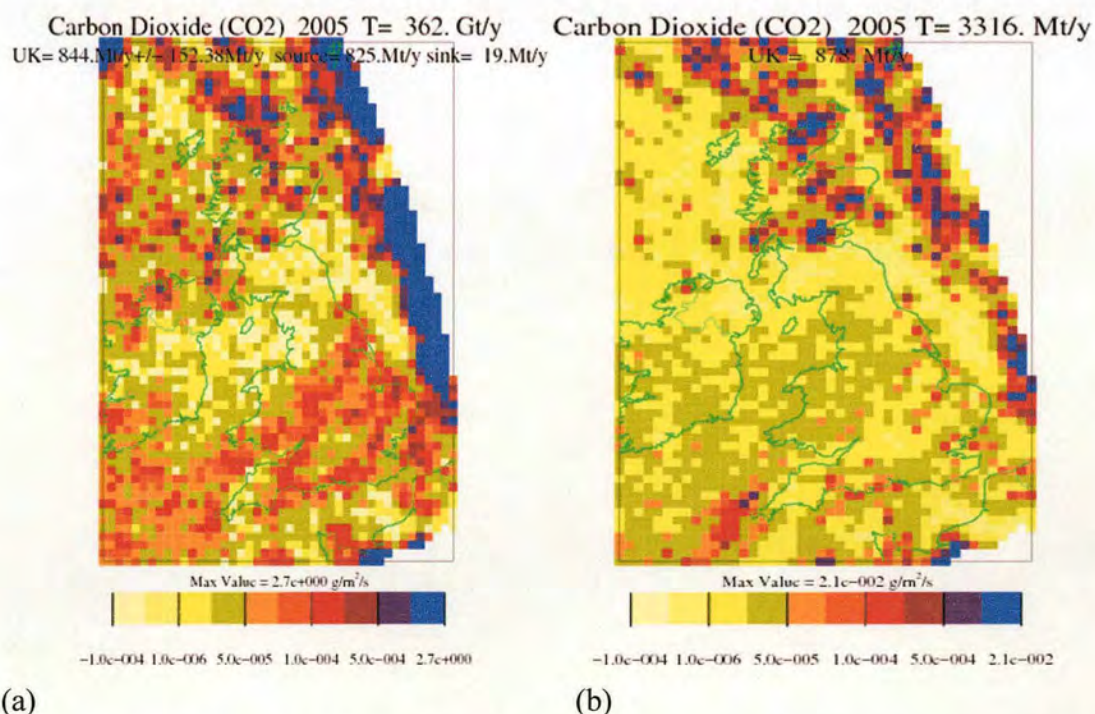 Carbon Dioxide (CO2) 2005 T= 362. Gt/y
UK= 844.Mt/y+/- 152.38Mt/y source= 825.Mt/y sink= 19.Mt/y
Max Value = 2.7e+000 g/m²/s
−1.0e−004 1.0e−006 5.0e−005 1.0e−004 5.0e−004 2.7e+000
(a)
Carbon Dioxide (CO2) 2005 T= 3316. Mt/y
UK = 878. Mt/y
Max Value = 2.1e−002 g/m²/s
−1.0e−004 1.0e−006 5.0e−005 1.0e−004 5.0e−004 2.1e−002
(b)